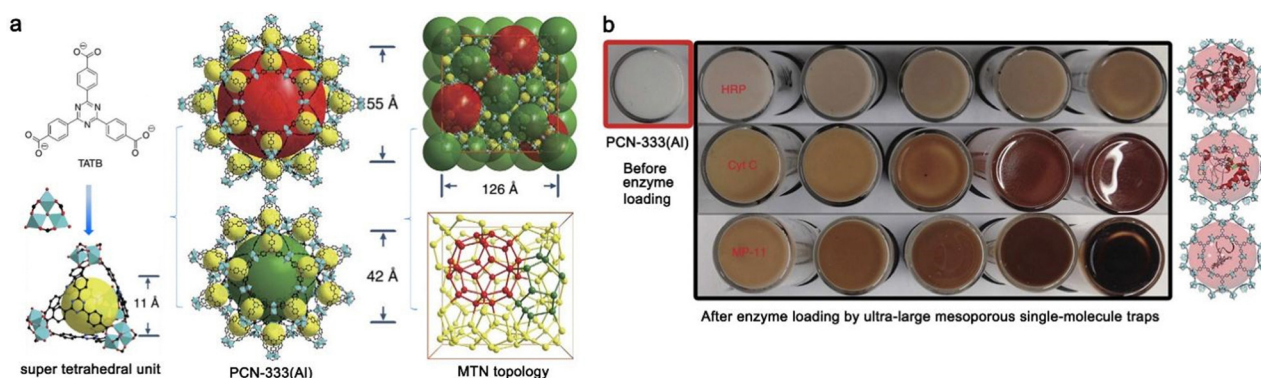 a
O
O
⊖
N
N
N
⊖
O
O
O
O
⊖
TATB
11 Å
super tetrahedral unit
55 Å
42 Å
PCN-333(Al)
126 Å
MTN topology
b
PCN-333(Al)
Before
enzyme
loading
HRP
Cyt C
MP-11
After enzyme loading by ultra-large mesoporous single-molecule traps